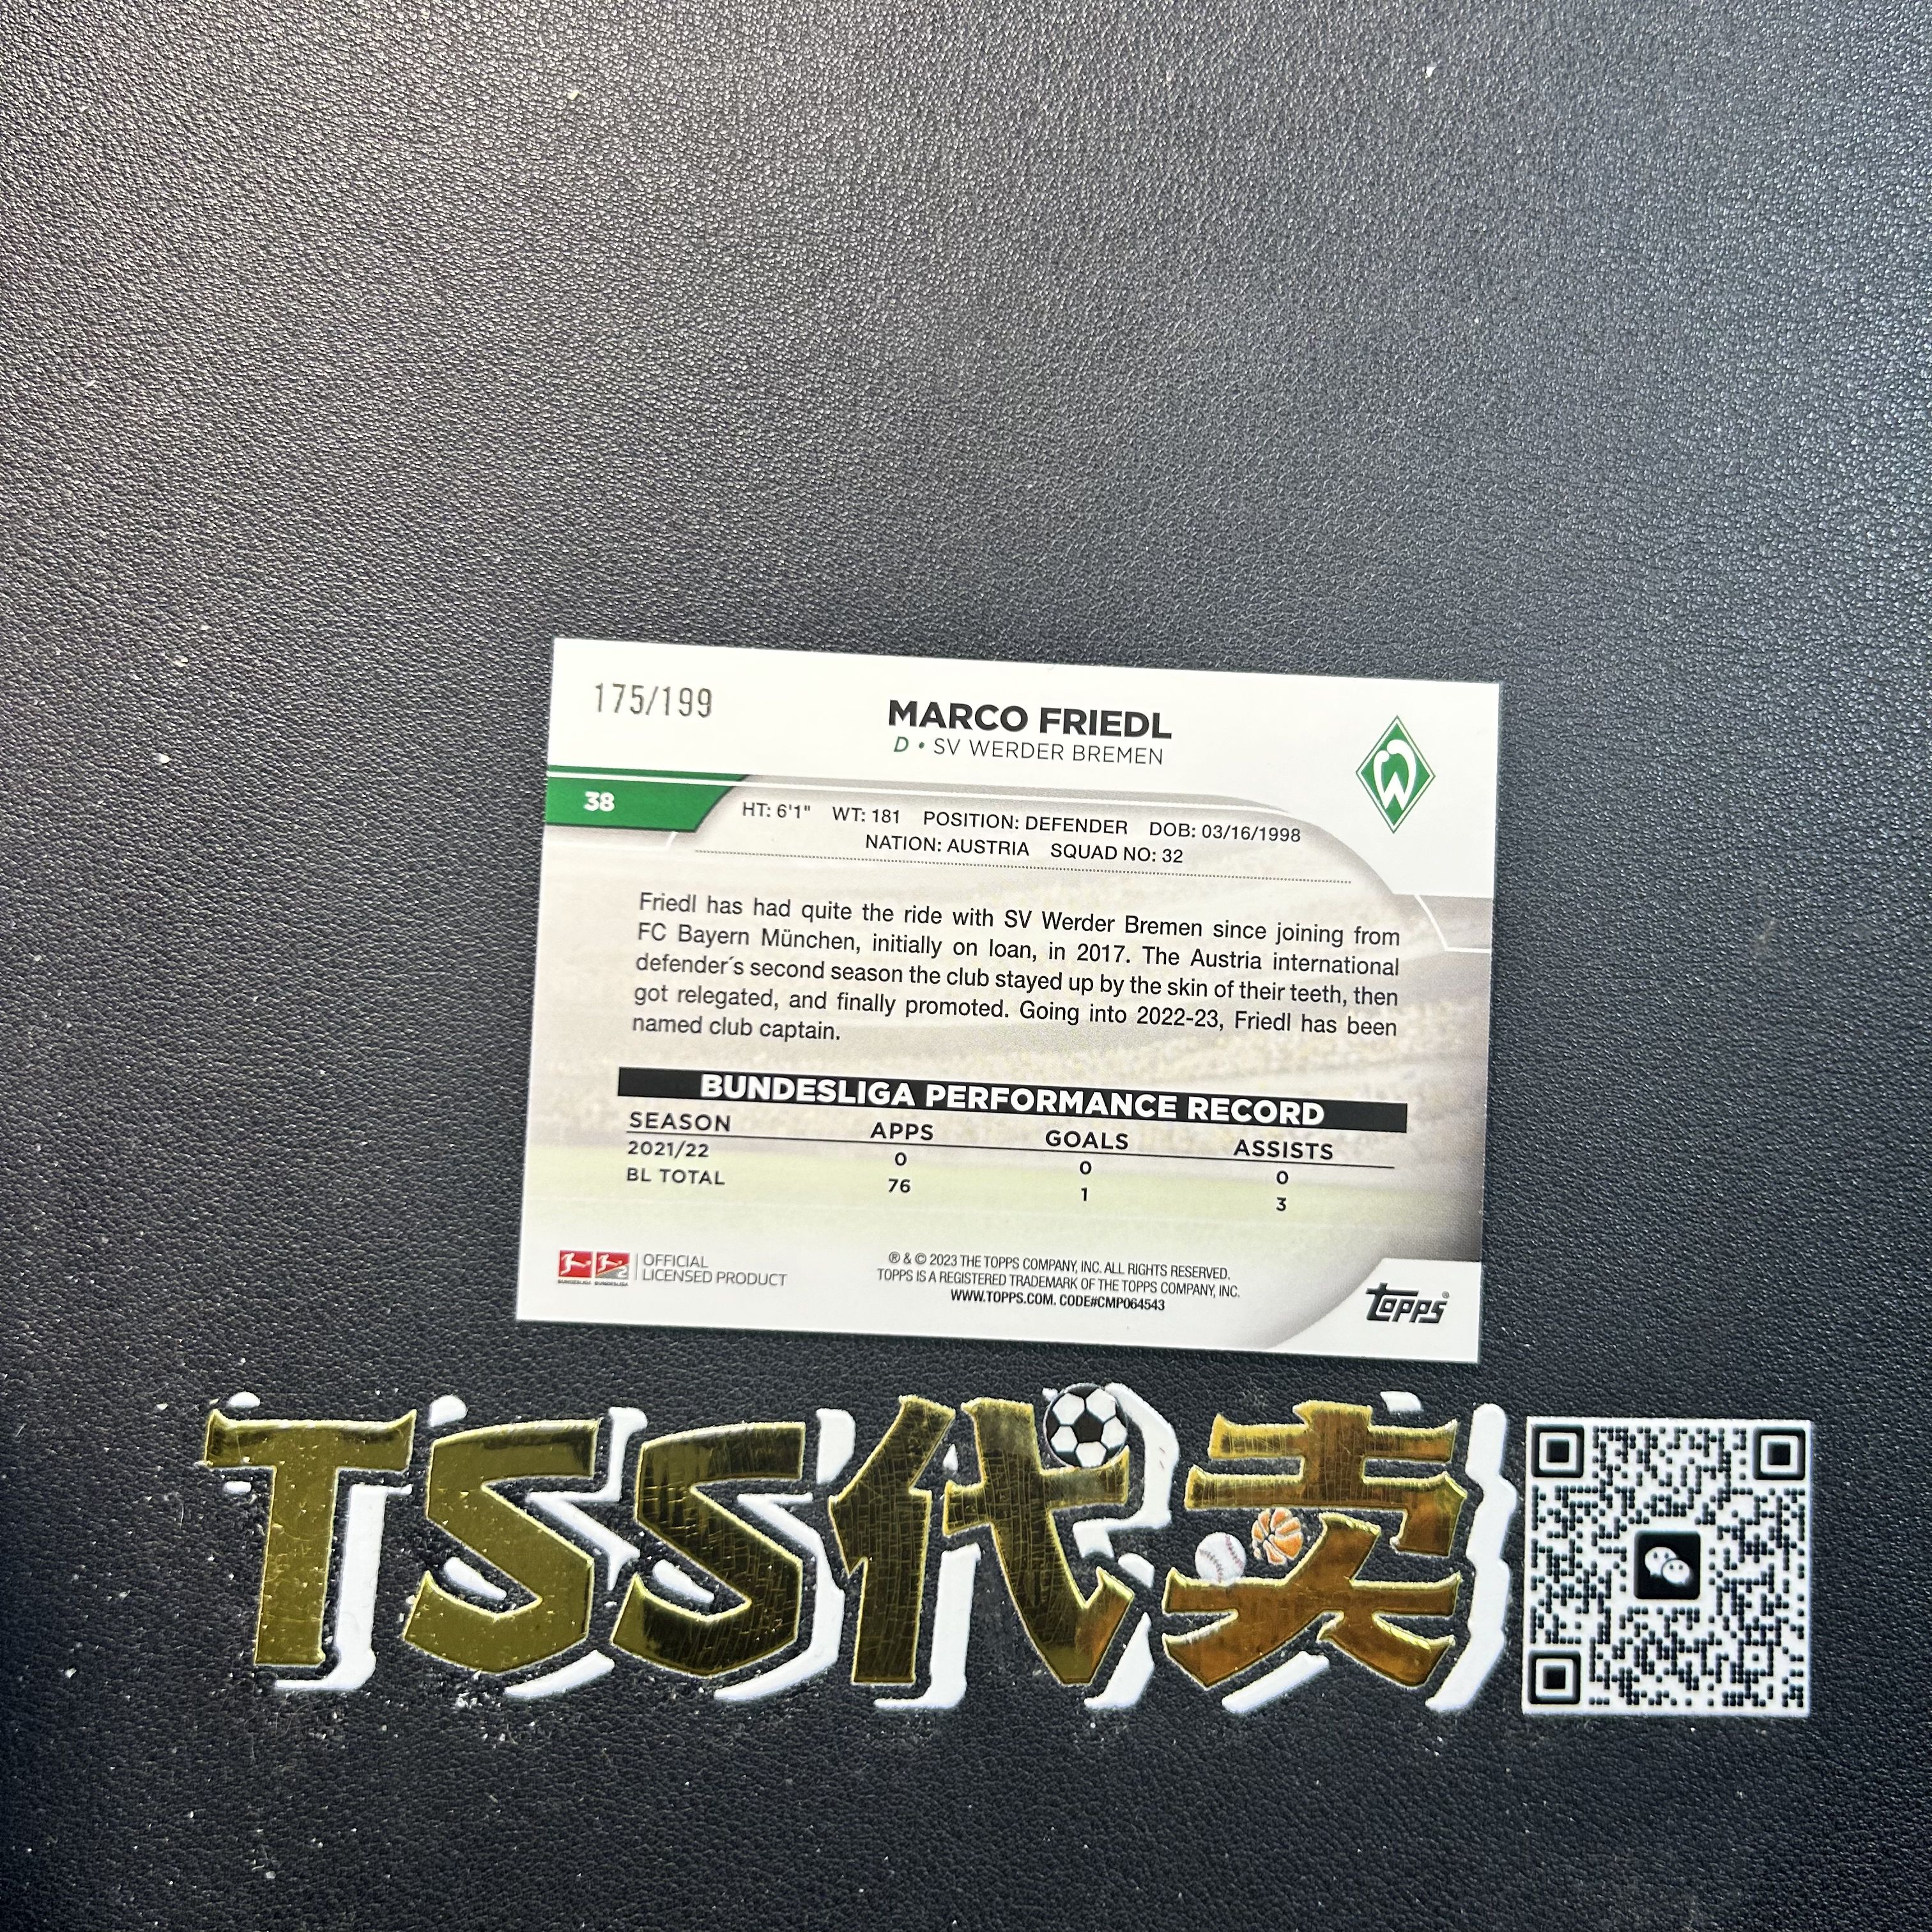 175/199
MARCO FRIEDL
D • SV WERDER BREMEN
38
HT: 6'1" WT: 181 POSITION: DEFENDER DOB: 03/16/1998
NATION: AUSTRIA SQUAD NO: 32
Friedl has had quite the ride with SV Werder Bremen since joining from
FC Bayern München, initially on loan, in 2017. The Austria international
defender´s second season the club stayed up by the skin of their teeth, then
got relegated, and finally promoted. Going into 2022-23, Friedl has been
named club captain.
BUNDESLIGA PERFORMANCE RECORD
SEASON APPS GOALS ASSISTS
2021/22 0 0 0
BL TOTAL 76 1 3
BUNDESLIGA BUNDESLIGA
OFFICIAL
LICENSED PRODUCT
® & © 2023 THE TOPPS COMPANY, INC. ALL RIGHTS RESERVED.
TOPPS IS A REGISTERED TRADEMARK OF THE TOPPS COMPANY, INC.
WWW.TOPPS.COM. CODE#CMP064543
topps®
TSS代卖